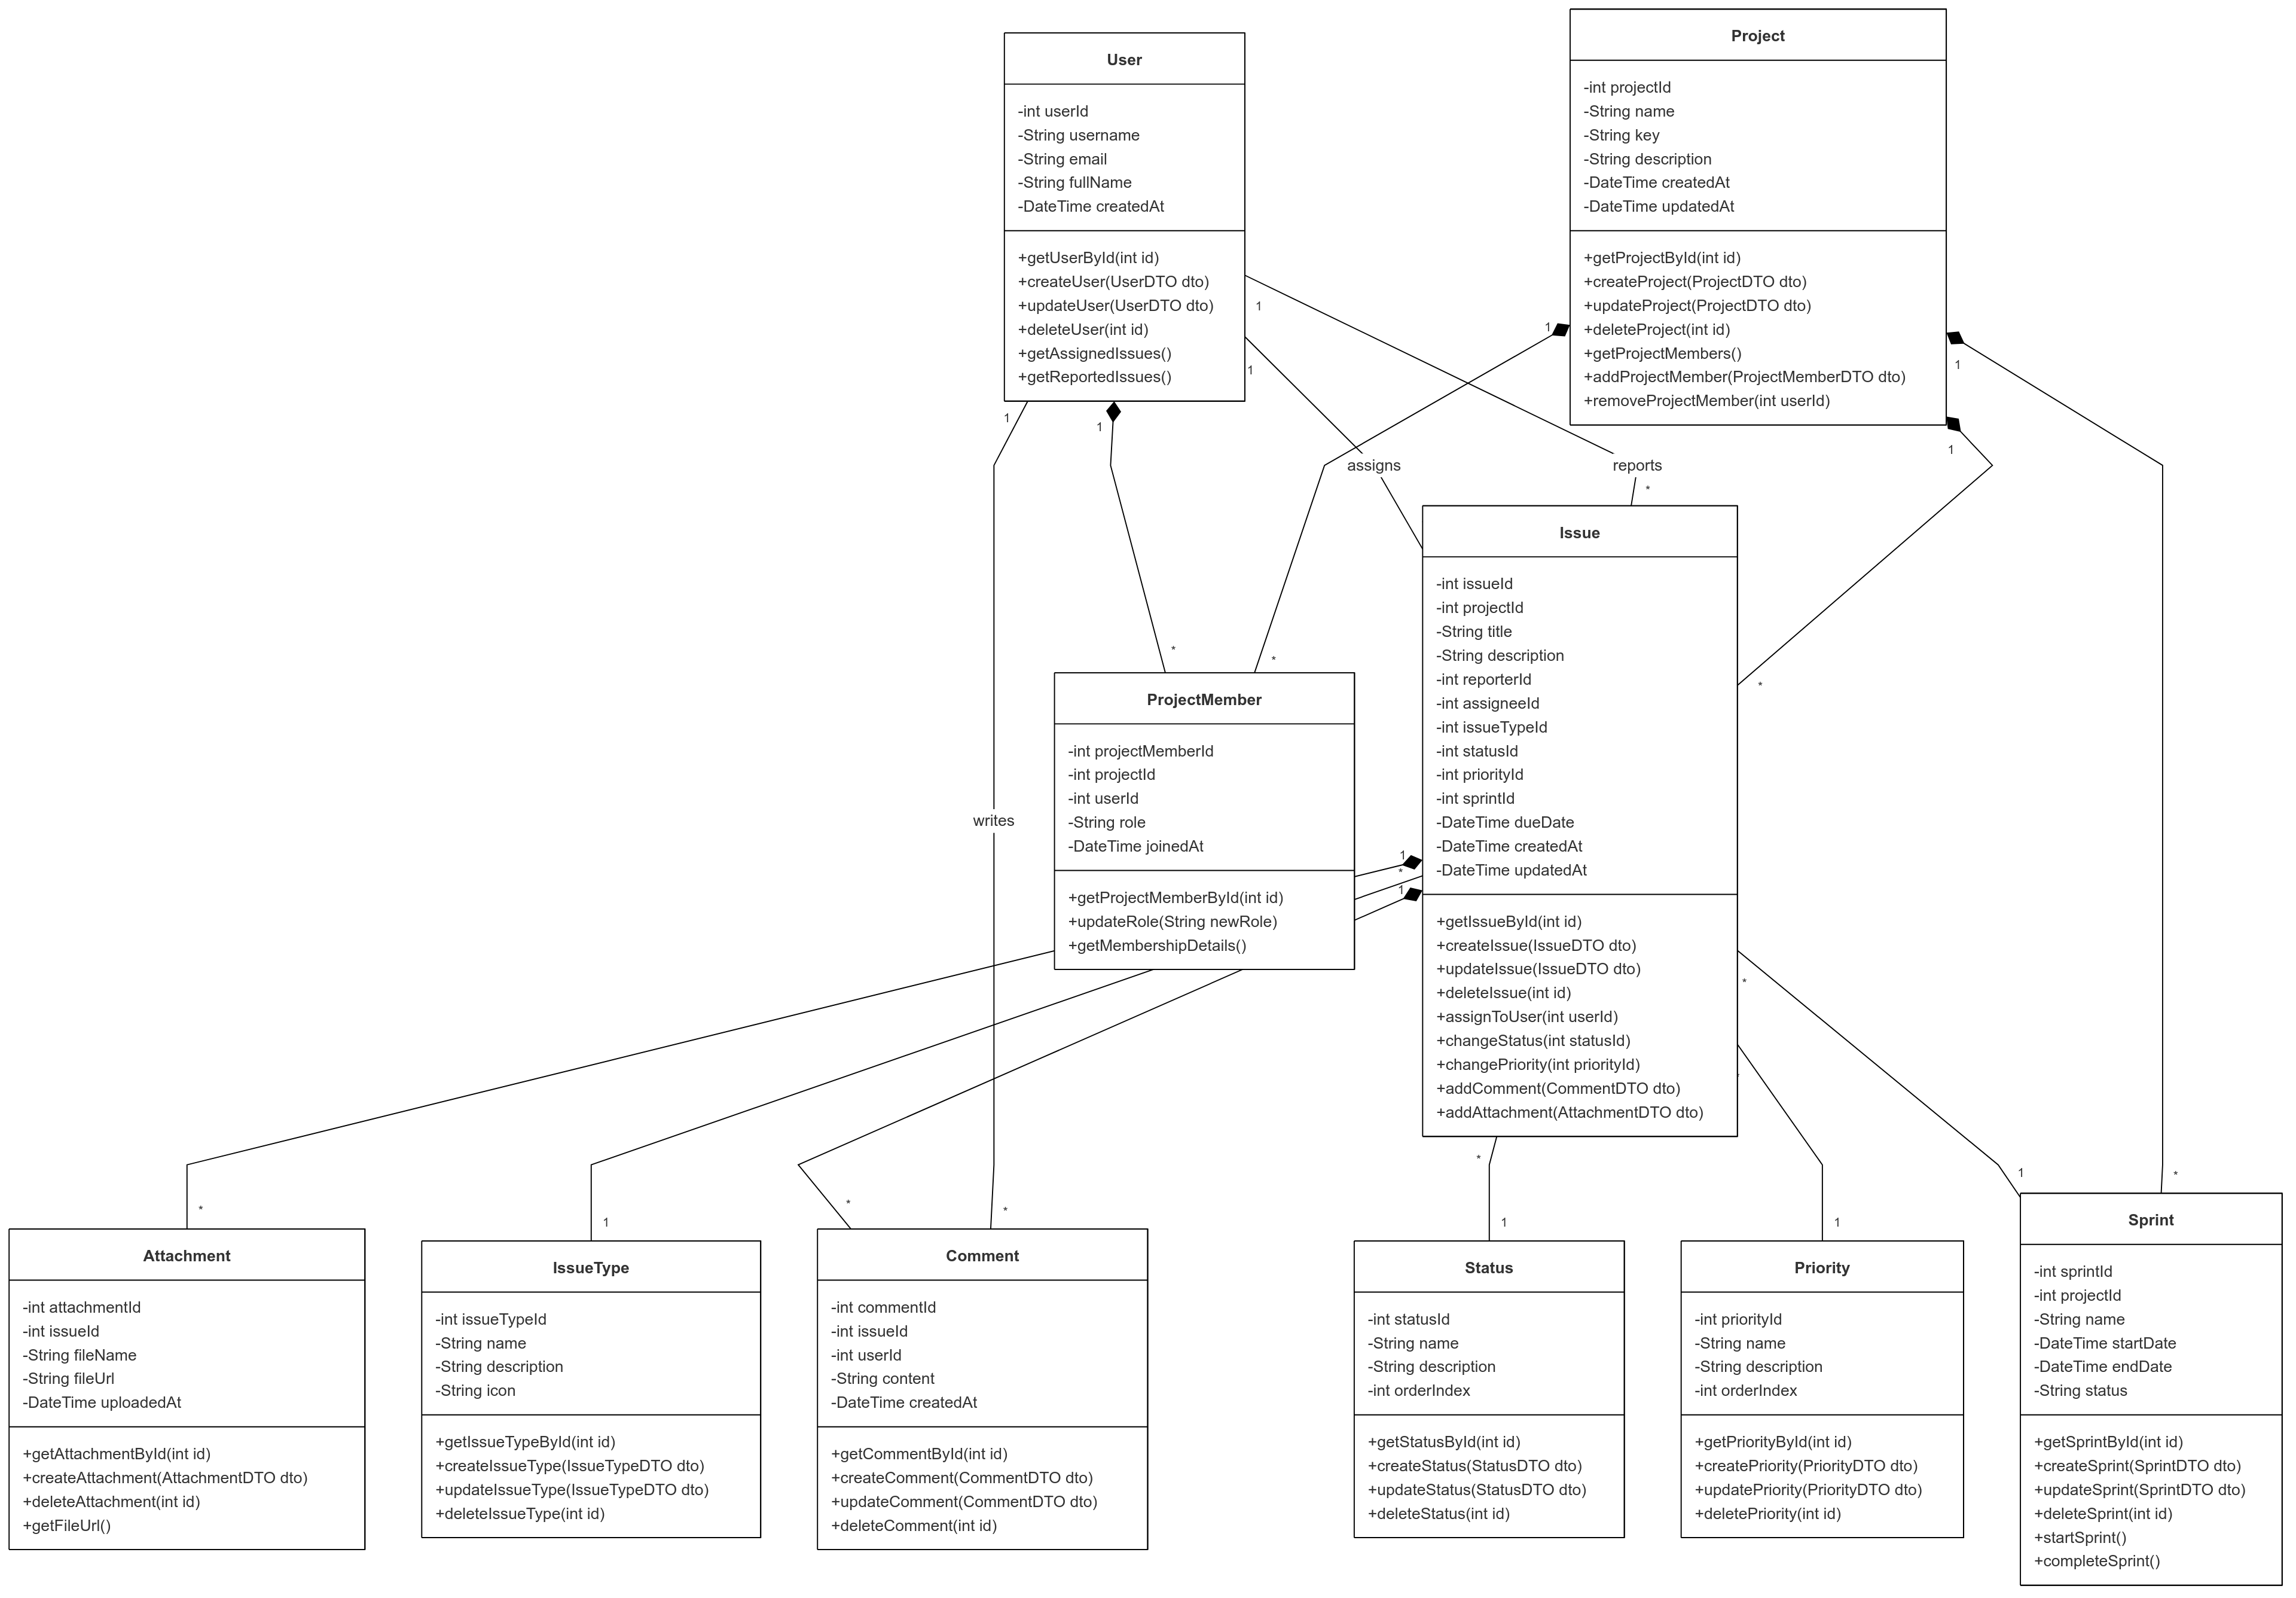 User
-int userId
-String username
-String email
-String fullName
-DateTime createdAt
+getUserById(int id)
+createUser(UserDTO dto)
+updateUser(UserDTO dto)
+deleteUser(int id)
+getAssignedIssues()
+getReportedIssues()
Project
-int projectId
-String name
-String key
-String description
-DateTime createdAt
-DateTime updatedAt
+getProjectById(int id)
+createProject(ProjectDTO dto)
+updateProject(ProjectDTO dto)
+deleteProject(int id)
+getProjectMembers()
+addProjectMember(ProjectMemberDTO dto)
+removeProjectMember(int userId)
1
1
1
1
1
1
1
assigns
reports
*
Issue
-int issueId
-int projectId
-String title
-String description
-int reporterId
-int assigneeId
-int issueTypeId
-int statusId
-int priorityId
-int sprintId
-DateTime dueDate
-DateTime createdAt
-DateTime updatedAt
+getIssueById(int id)
+createIssue(IssueDTO dto)
+updateIssue(IssueDTO dto)
+deleteIssue(int id)
+assignToUser(int userId)
+changeStatus(int statusId)
+changePriority(int priorityId)
+addComment(CommentDTO dto)
+addAttachment(AttachmentDTO dto)
*
*
*
ProjectMember
-int projectMemberId
-int projectId
-int userId
-String role
-DateTime joinedAt
+getProjectMemberById(int id)
+updateRole(String newRole)
+getMembershipDetails()
writes
1
*
1
*
*
1
*
*
1
*
*
1
1
*
Attachment
-int attachmentId
-int issueId
-String fileName
-String fileUrl
-DateTime uploadedAt
+getAttachmentById(int id)
+createAttachment(AttachmentDTO dto)
+deleteAttachment(int id)
+getFileUrl()
IssueType
-int issueTypeId
-String name
-String description
-String icon
+getIssueTypeById(int id)
+createIssueType(IssueTypeDTO dto)
+updateIssueType(IssueTypeDTO dto)
+deleteIssueType(int id)
Comment
-int commentId
-int issueId
-int userId
-String content
-DateTime createdAt
+getCommentById(int id)
+createComment(CommentDTO dto)
+updateComment(CommentDTO dto)
+deleteComment(int id)
Status
-int statusId
-String name
-String description
-int orderIndex
+getStatusById(int id)
+createStatus(StatusDTO dto)
+updateStatus(StatusDTO dto)
+deleteStatus(int id)
Priority
-int priorityId
-String name
-String description
-int orderIndex
+getPriorityById(int id)
+createPriority(PriorityDTO dto)
+updatePriority(PriorityDTO dto)
+deletePriority(int id)
Sprint
-int sprintId
-int projectId
-String name
-DateTime startDate
-DateTime endDate
-String status
+getSprintById(int id)
+createSprint(SprintDTO dto)
+updateSprint(SprintDTO dto)
+deleteSprint(int id)
+startSprint()
+completeSprint()